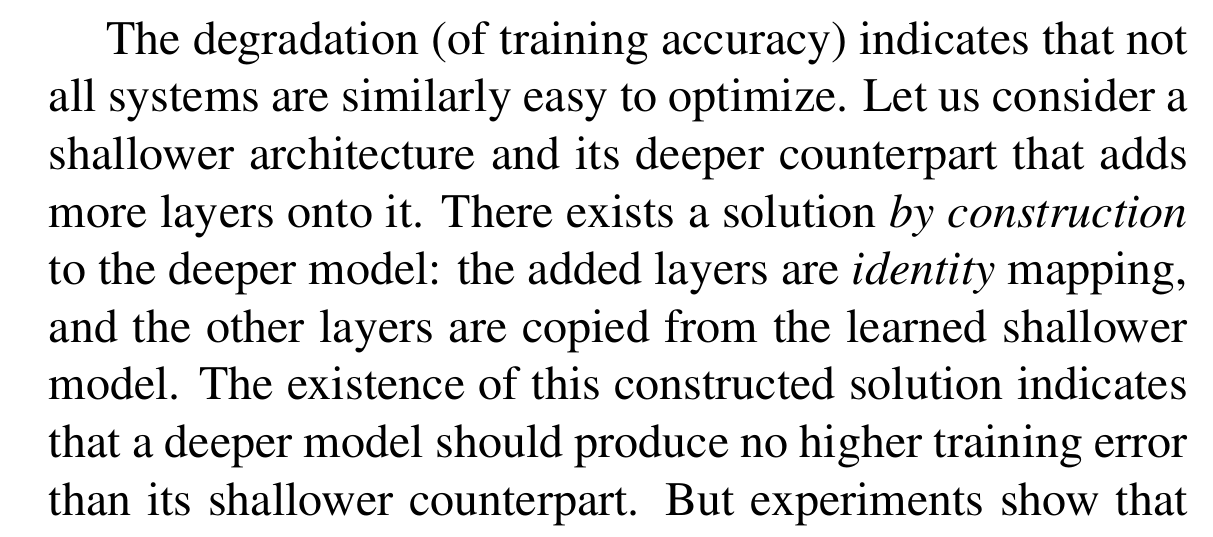 The degradation (of training accuracy) indicates that not
all systems are similarly easy to optimize. Let us consider a
shallower architecture and its deeper counterpart that adds
more layers onto it. There exists a solution by construction
to the deeper model: the added layers are identity mapping,
and the other layers are copied from the learned shallower
model. The existence of this constructed solution indicates
that a deeper model should produce no higher training error
than its shallower counterpart. But experiments show that